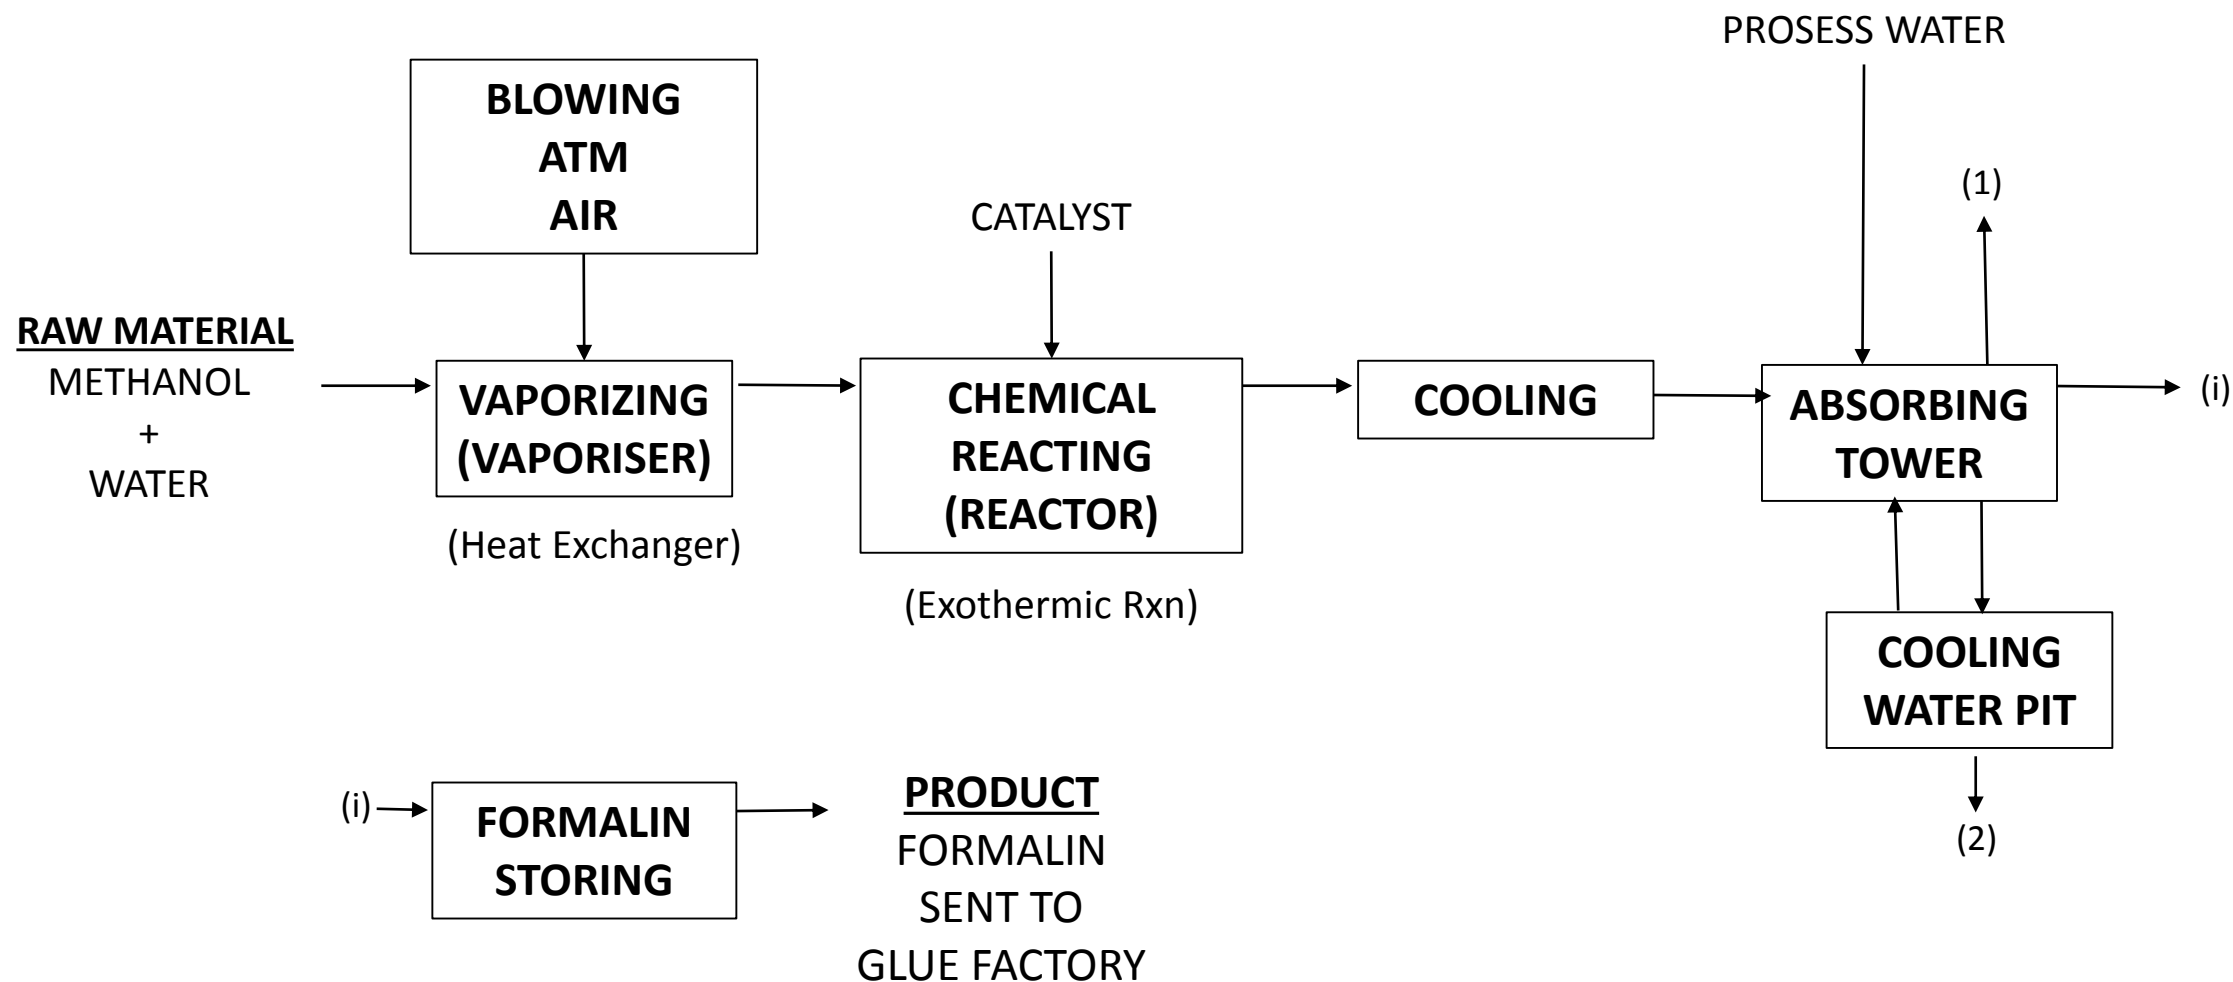 PROSESS WATER
BLOWING
ATM
AIR
CATALYST
(1)
RAW MATERIAL
METHANOL
+
WATER
VAPORIZING
(VAPORISER)
(Heat Exchanger)
CHEMICAL
REACTING
(REACTOR)
(Exothermic Rxn)
COOLING
ABSORBING
TOWER
(i)
COOLING
WATER PIT
(2)
(i)
FORMALIN
STORING
PRODUCT
FORMALIN
SENT TO
GLUE FACTORY